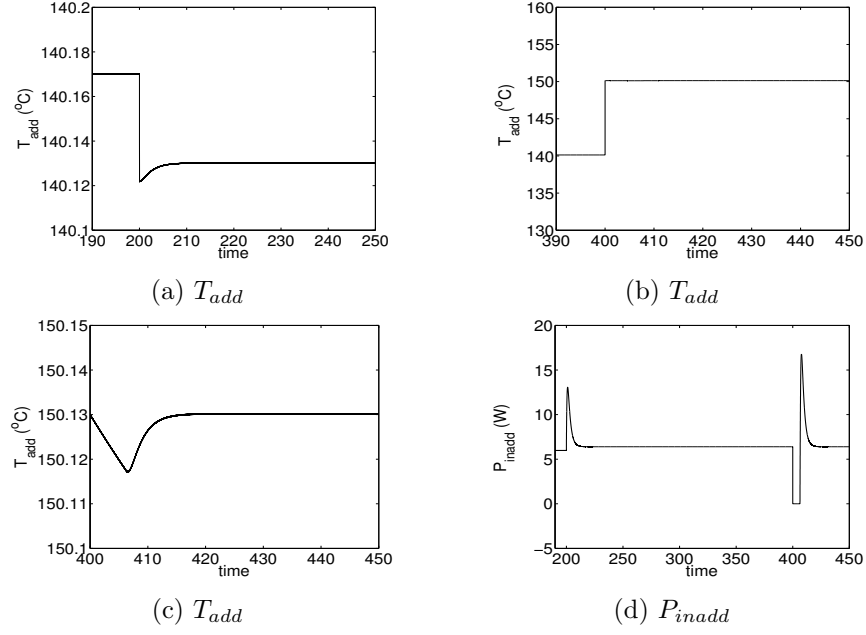 140.2
140.18
140.16
140.14
140.12
140.1
T_add (°C)
190 200 210 220 230 240 250
time
(a) T_add
160
155
150
145
140
135
130
T_add (°C)
390 400 410 420 430 440 450
time
(b) T_add
150.15
150.14
150.13
150.12
150.11
150.1
T_add (°C)
400 410 420 430 440 450
time
(c) T_add
20
15
10
5
0
−5
P_inadd (W)
200 250 300 350 400 450
time
(d) P_inadd